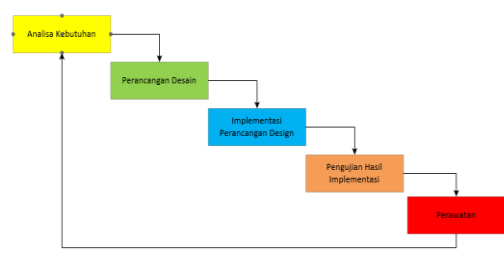 Analisa Kebutuhan
Perancangan Desain
Implementasi
Perancangan Design
Pengujian Hasil
Implementasi
Perawatan